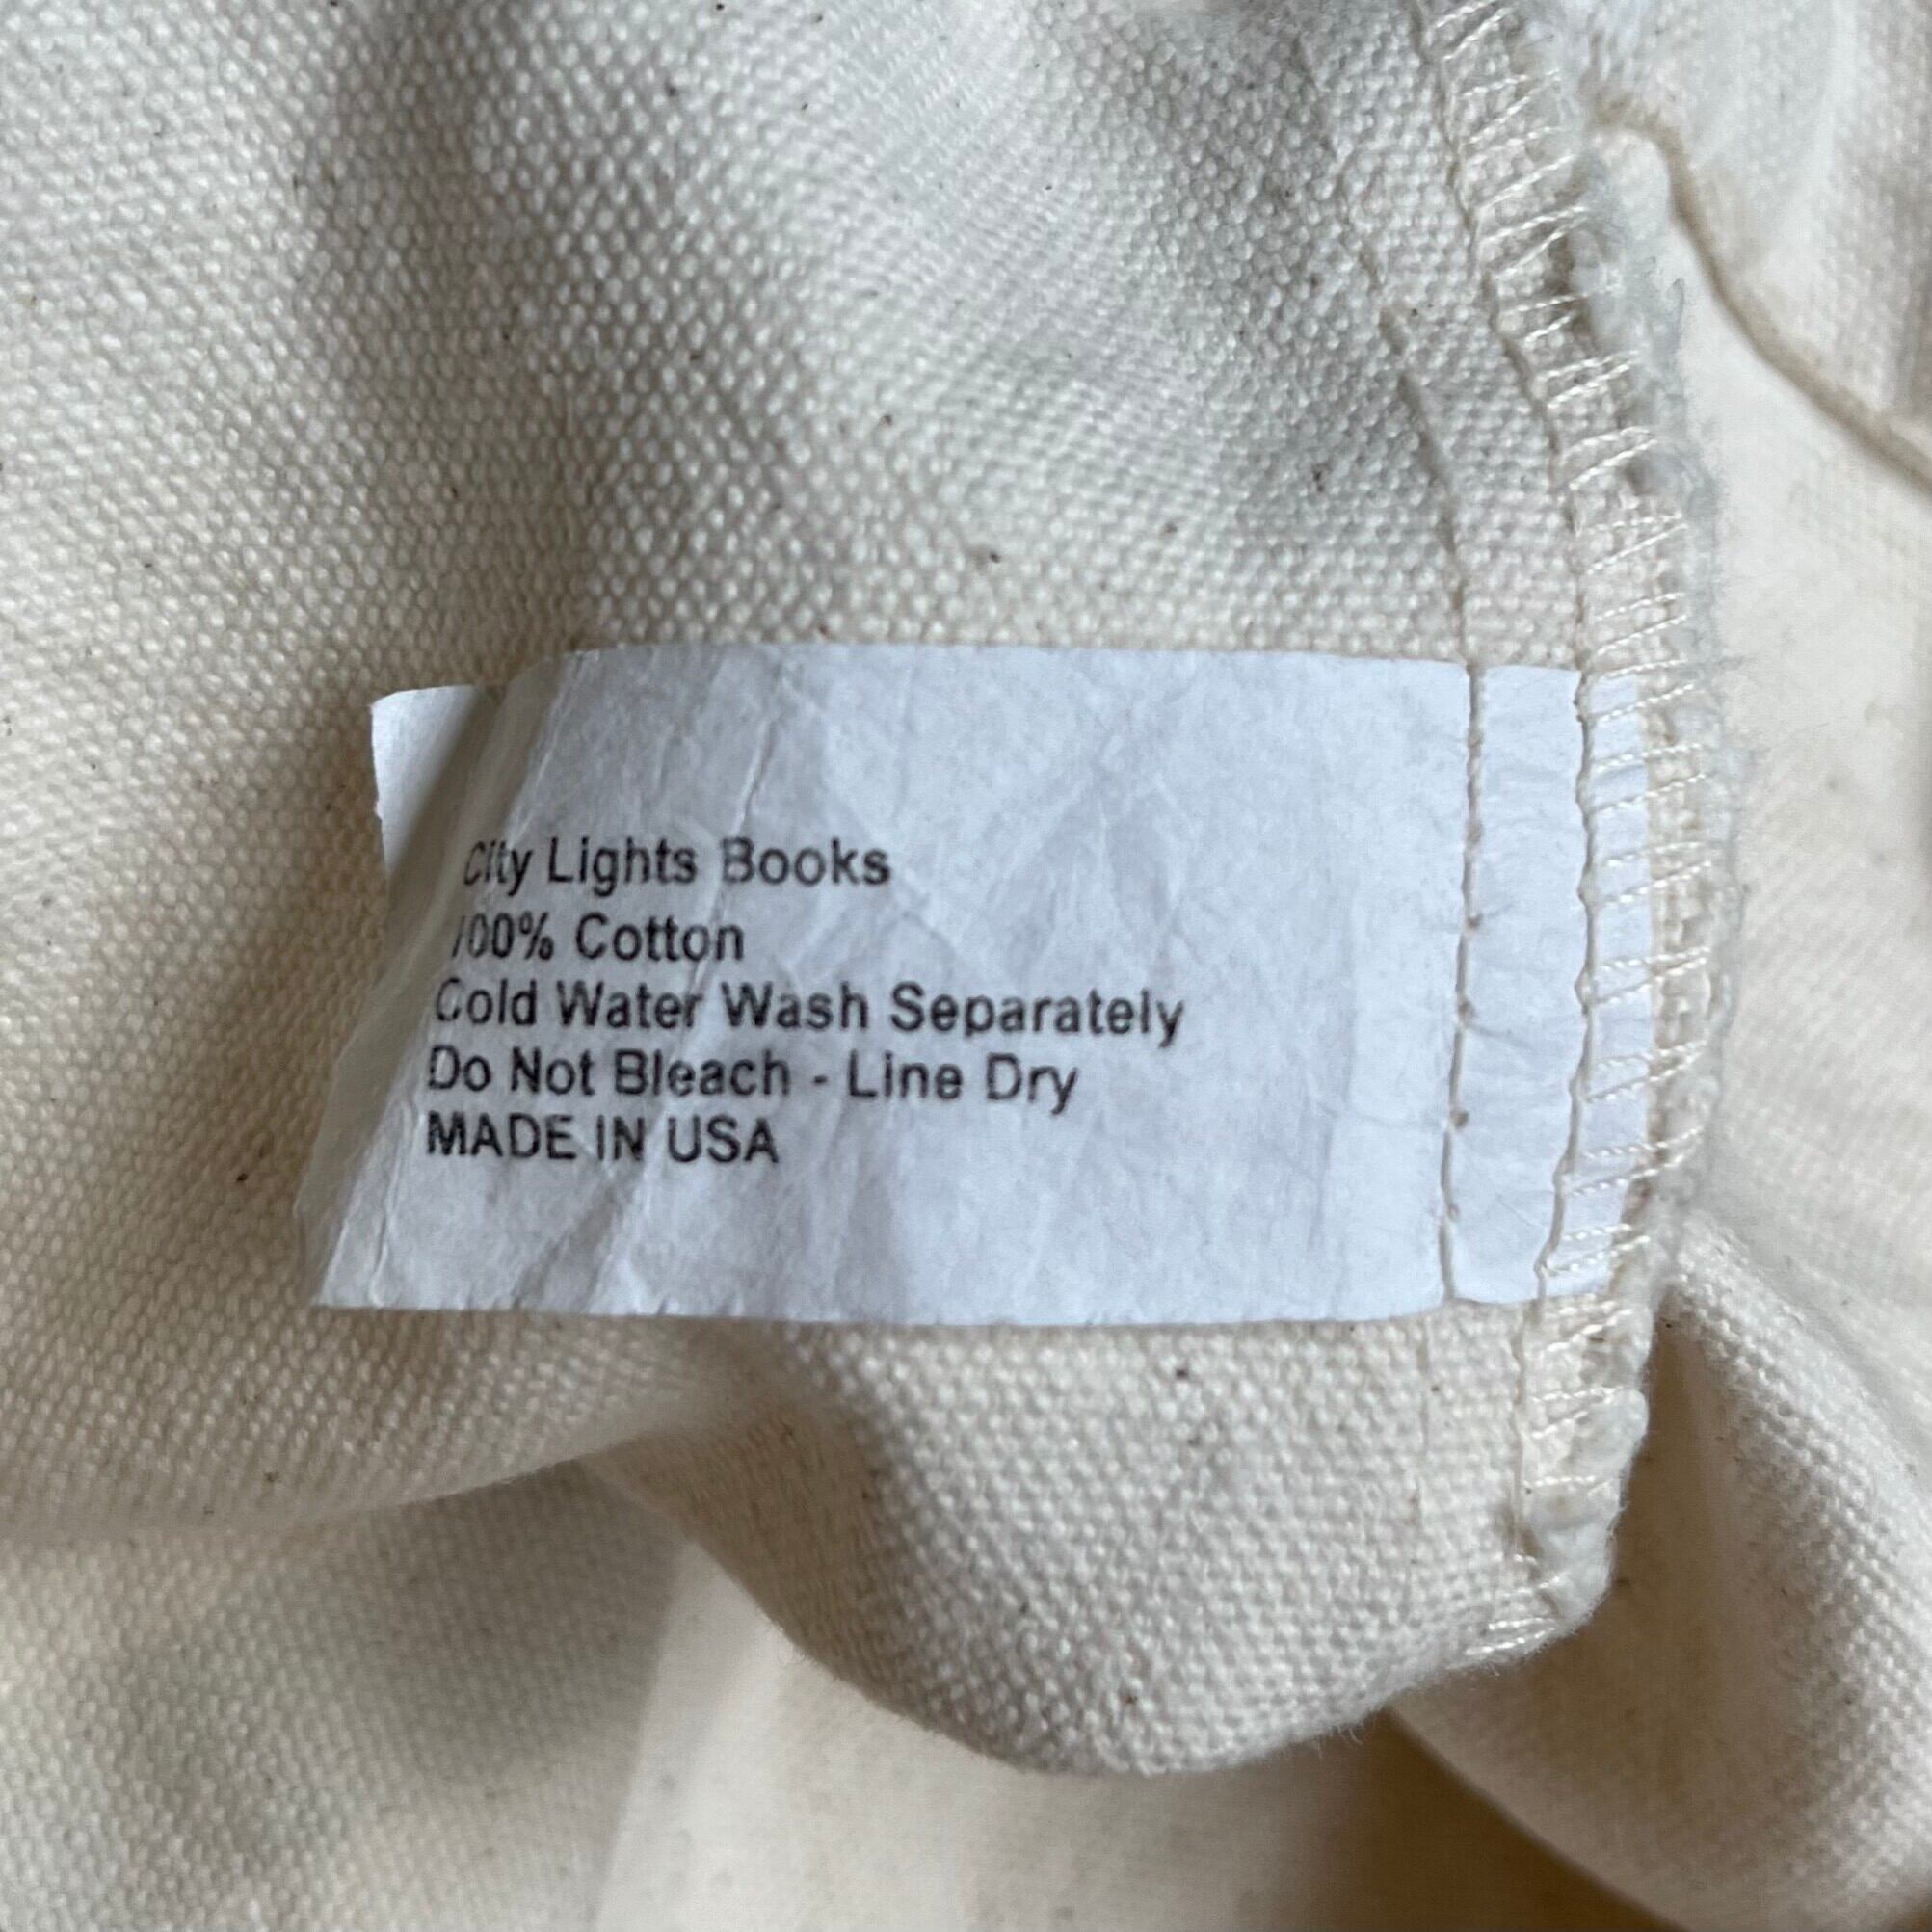 City Lights Books
100% Cotton
Cold Water Wash Separately
Do Not Bleach - Line Dry
MADE IN USA